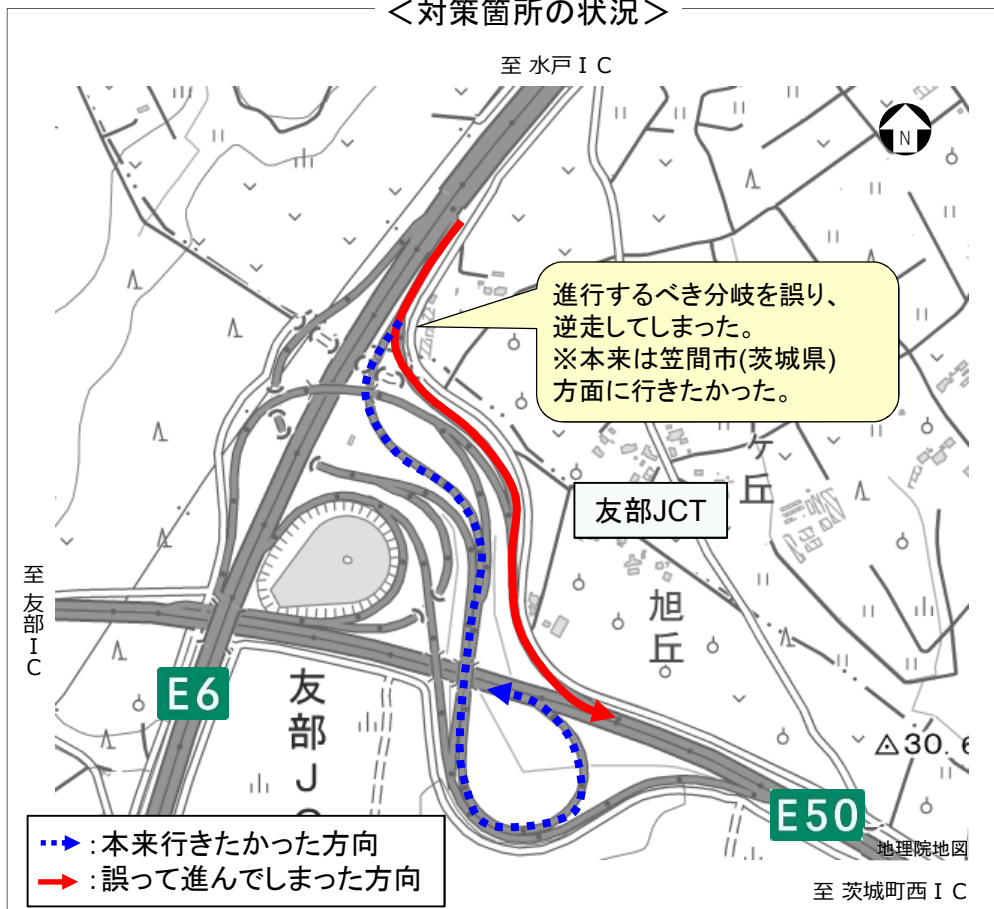 ＜対策箇所の状況＞
至 水戸ＩＣ
N
進行するべき分岐を誤り、
逆走してしまった。
※本来は笠間市(茨城県)
方面に行きたかった。
ケ丘
友部JCT
至 友部ＩＣ
旭丘
E6
友部Ｊ
30.6
E50
地理院地図
：本来行きたかった方向
：誤って進んでしまった方向
至 茨城町西ＩＣ